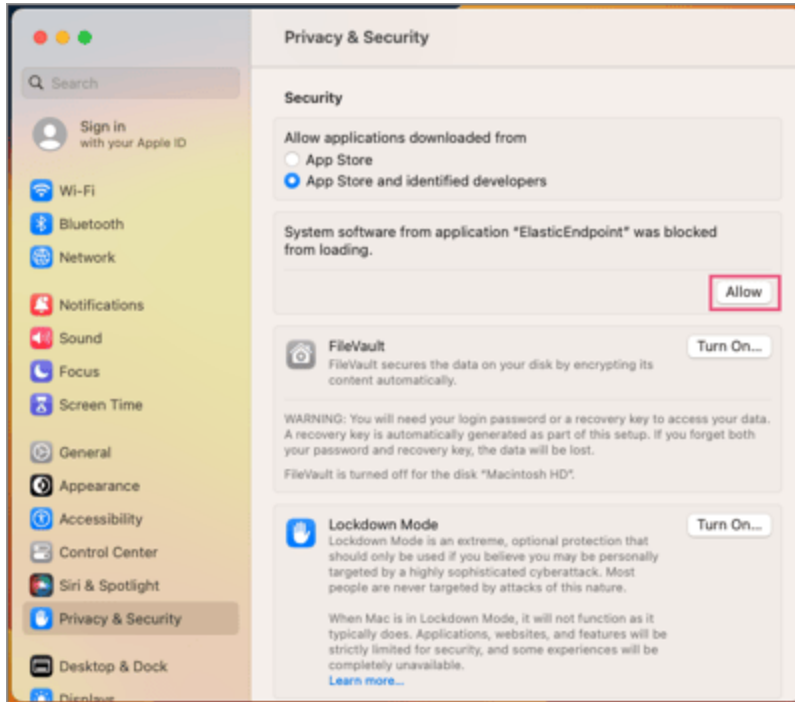 Privacy & Security
Search
Sign in
with your Apple ID
Wi-Fi
Bluetooth
Network
Notifications
Sound
Focus
Screen Time
General
Appearance
Accessibility
Control Center
Siri & Spotlight
Privacy & Security
Desktop & Dock
Displays
Security
Allow applications downloaded from
App Store
App Store and identified developers
System software from application "ElasticEndpoint" was blocked
from loading.
Allow
FileVault
Turn On...
FileVault secures the data on your disk by encrypting its
content automatically.
WARNING: You will need your login password or a recovery key to access your data.
A recovery key is automatically generated as part of this setup. If you forget both
your password and recovery key, the data will be lost.
FileVault is turned off for the disk "Macintosh HD".
Lockdown Mode
Turn On...
Lockdown Mode is an extreme, optional protection that
should only be used if you believe you may be personally
targeted by a highly sophisticated cyberattack. Most
people are never targeted by attacks of this nature.
When Mac is in Lockdown Mode, it will not function as it
typically does. Applications, websites, and features will be
strictly limited for security, and some experiences will be
completely unavailable.
Learn more...